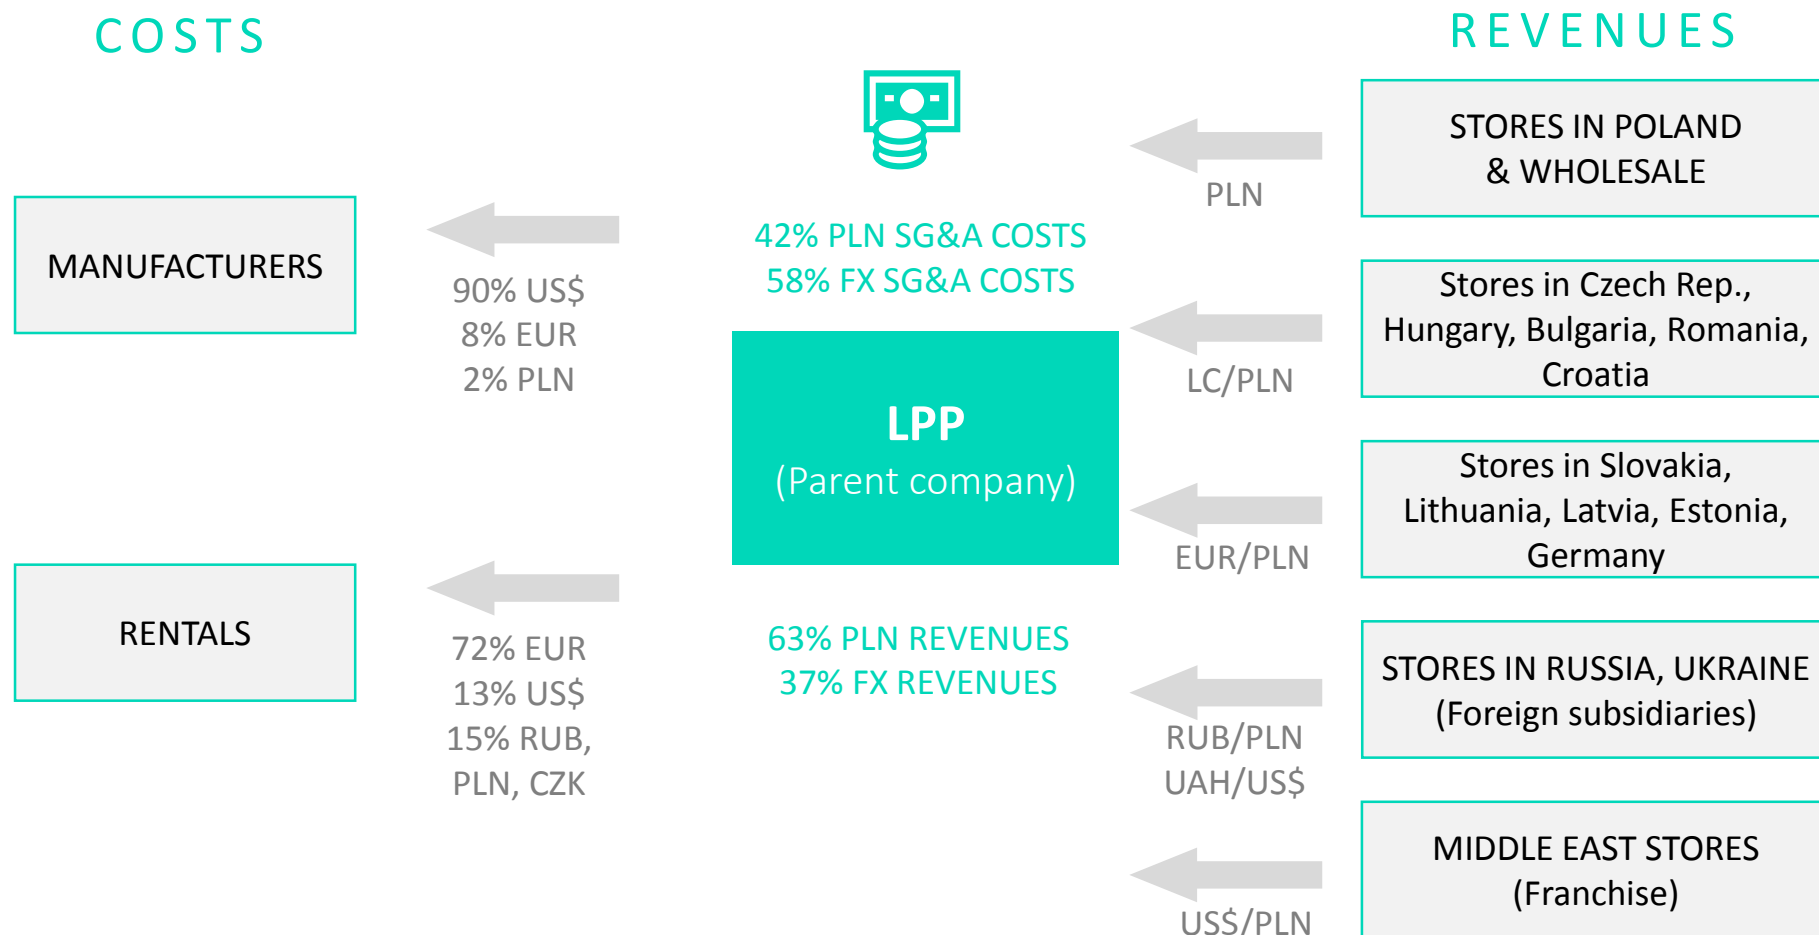 COSTS
REVENUES
MANUFACTURERS
90% US$
8% EUR
2% PLN
RENTALS
72% EUR
13% US$
15% RUB,
PLN, CZK
42% PLN SG&A COSTS
58% FX SG&A COSTS
LPP
(Parent company)
63% PLN REVENUES
37% FX REVENUES
PLN
STORES IN POLAND
& WHOLESALE
LC/PLN
Stores in Czech Rep.,
Hungary, Bulgaria, Romania,
Croatia
EUR/PLN
Stores in Slovakia,
Lithuania, Latvia, Estonia,
Germany
RUB/PLN
UAH/US$
STORES IN RUSSIA, UKRAINE
(Foreign subsidiaries)
US$/PLN
MIDDLE EAST STORES
(Franchise)